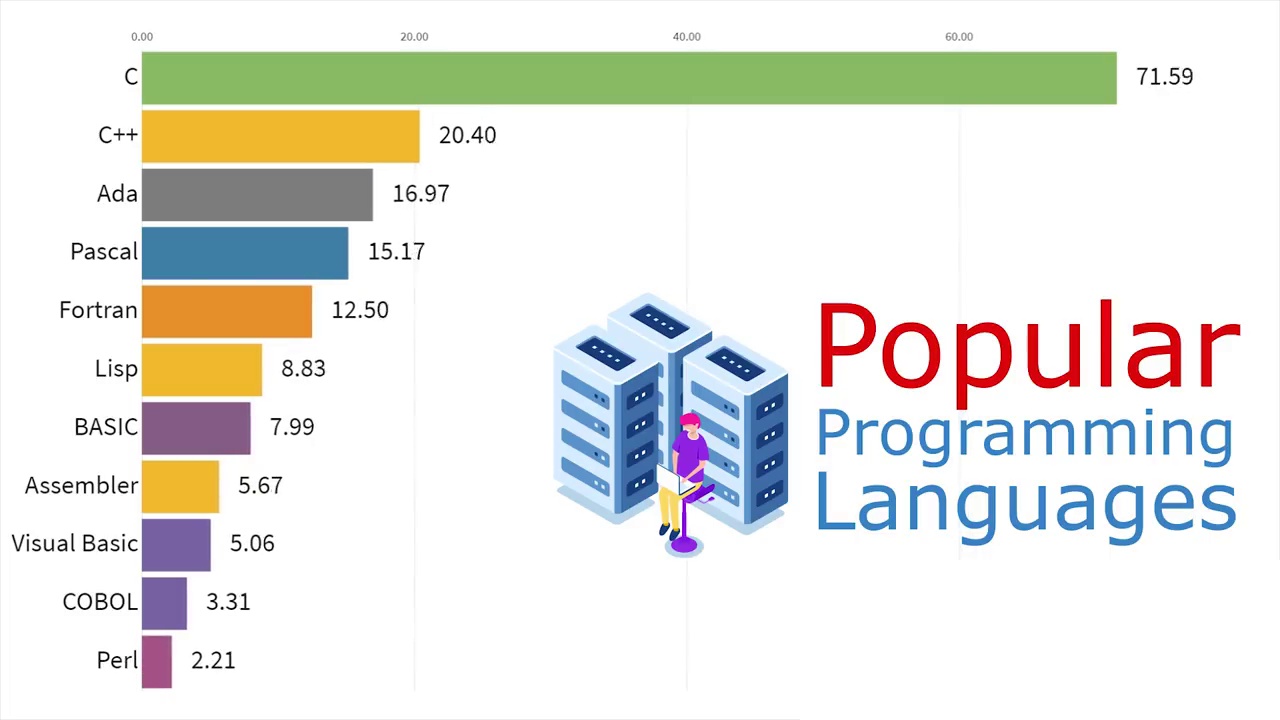 0.00 20.00 40.00 60.00
C 71.59
C++ 20.40
Ada 16.97
Pascal 15.17
Fortran 12.50
Lisp 8.83
BASIC 7.99
Assembler 5.67
Visual Basic 5.06
COBOL 3.31
Perl 2.21
Popular
Programming
Languages